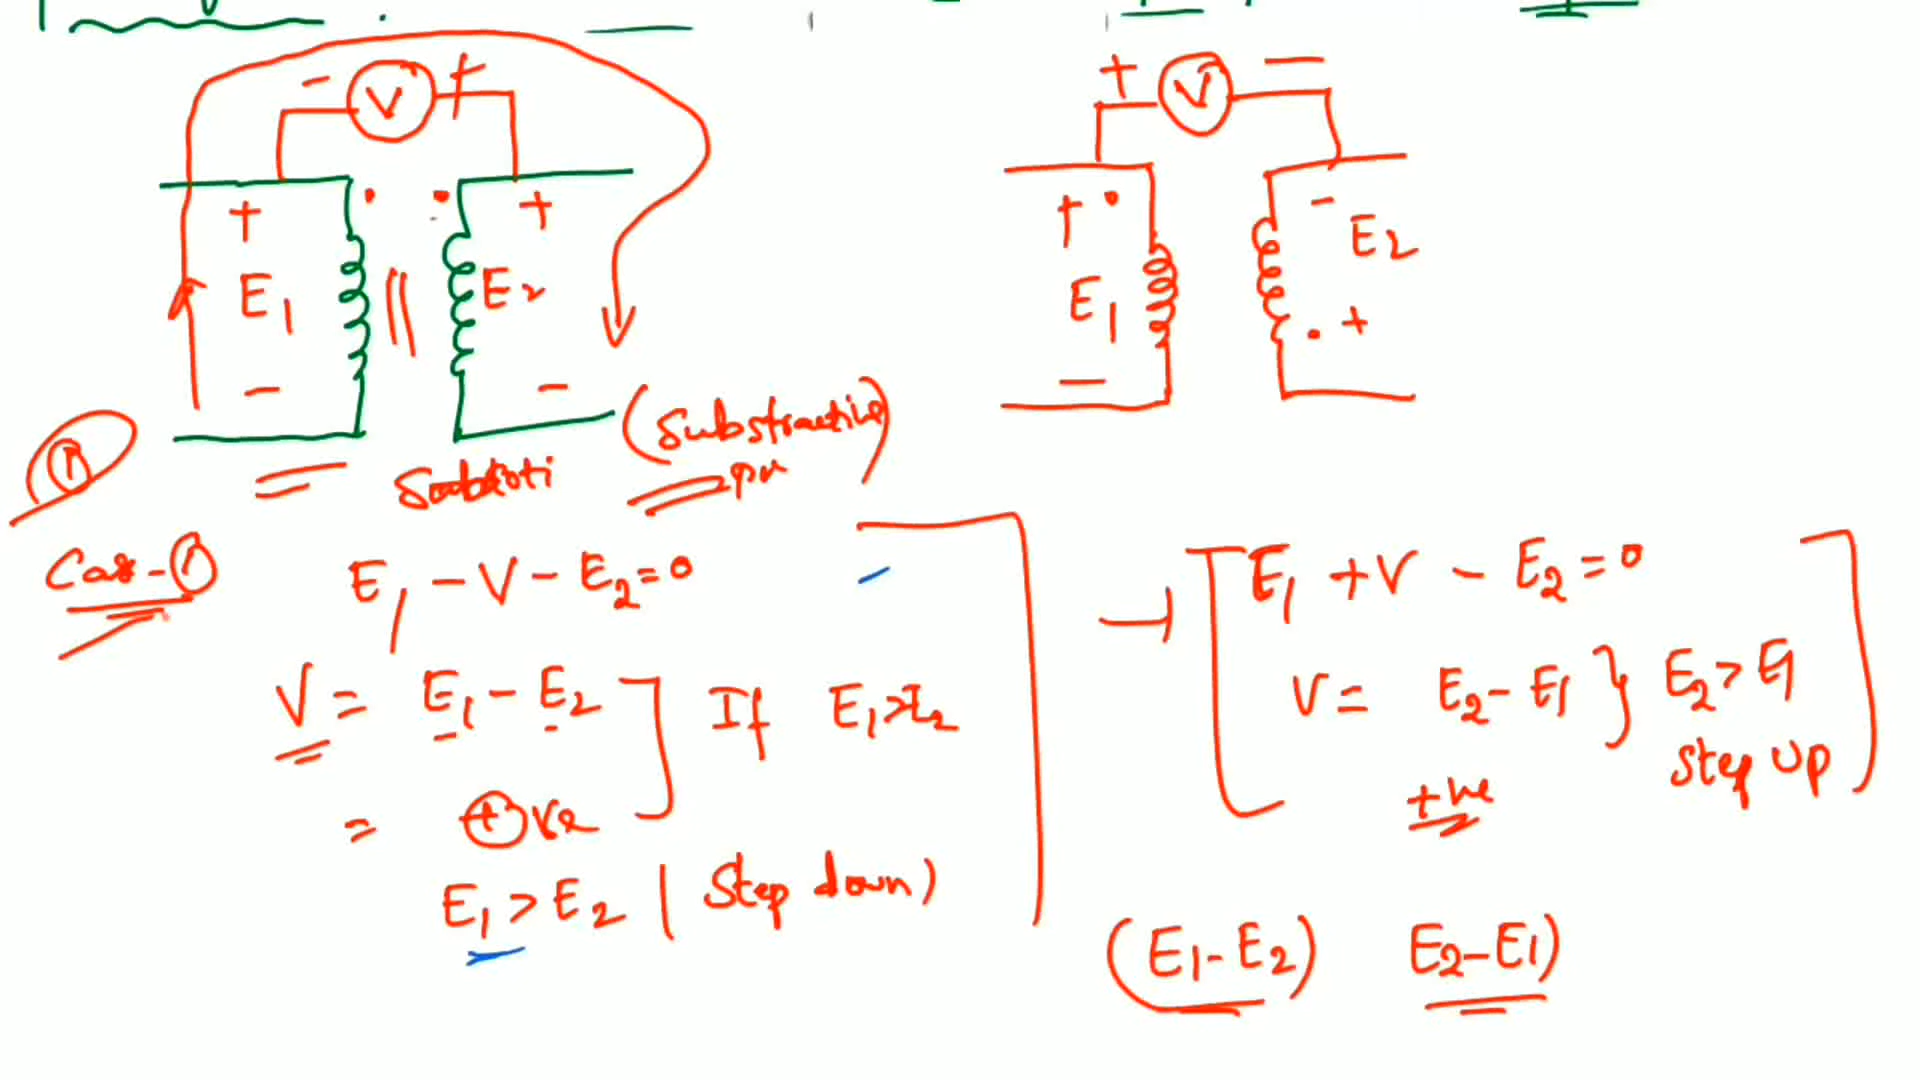 - V +
+ V -
+ • • +
+ • -
E1 E2
E1 E2
• +
- -
-
(Substractive)
1
Case-1
E1 - V - E2 = 0
E1 + V - E2 = 0
V = E1 - E2 ] If E1>E2
V = E2 - E1 } E2 > E1
Step Up
= +ve
+ve
E1 > E2 ( Step down)
(E1-E2) E2-E1)